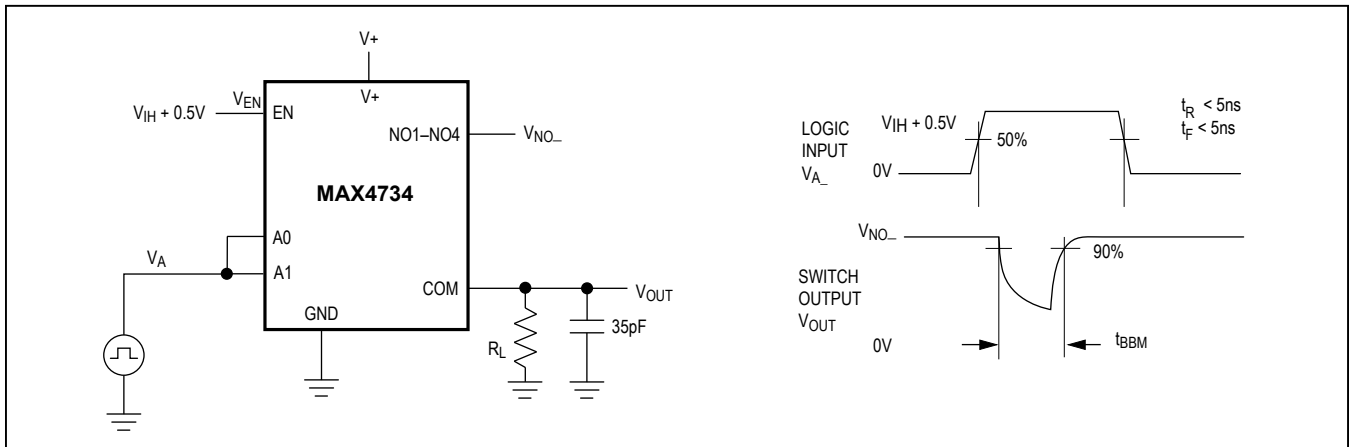 V+
V+
VIH + 0.5V
VEN
EN
NO1–NO4
VNO_
MAX4734
A0
VA
A1
COM
VOUT
GND
RL
35pF
LOGIC
INPUT
VA_
VIH + 0.5V
50%
0V
tR < 5ns
tF < 5ns
VNO_
90%
SWITCH
OUTPUT
VOUT
0V
tBBM